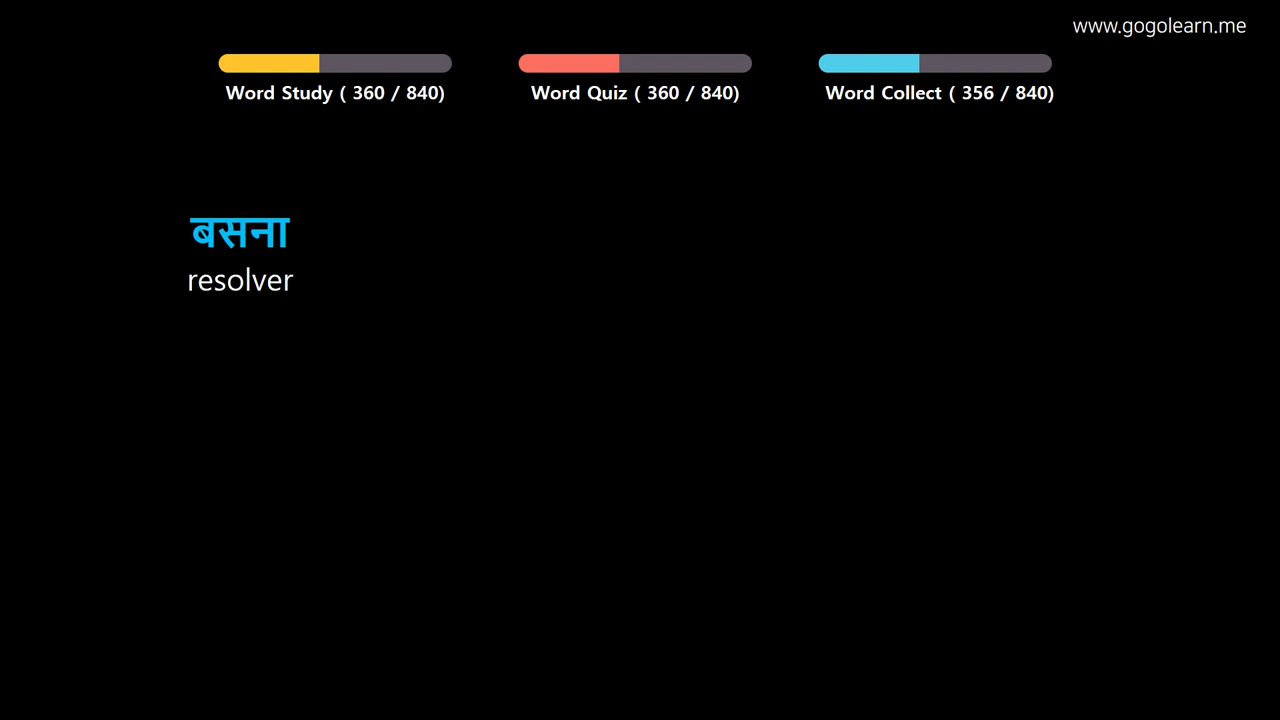 www.gogolearn.me
Word Study ( 360 / 840)
Word Quiz ( 360 / 840)
Word Collect ( 356 / 840)
बसना
resolver